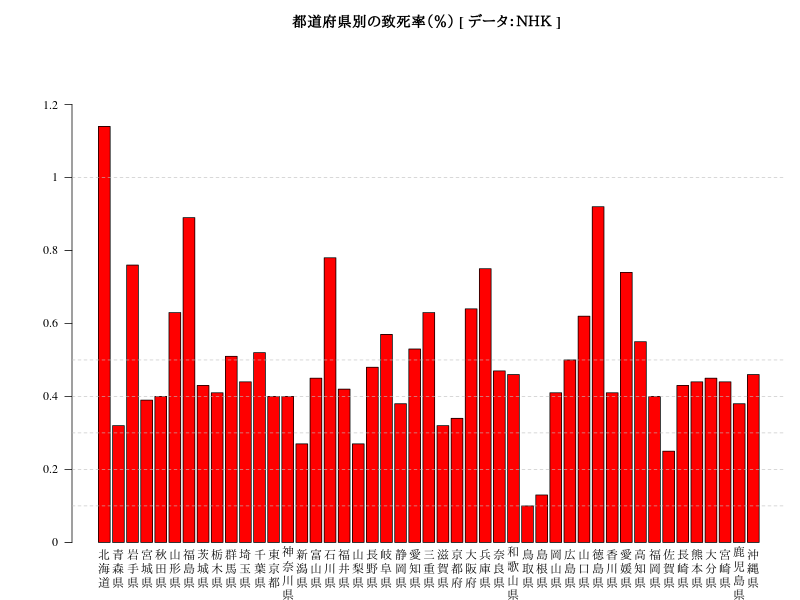 都道府県別の致死率(%) [ データ:NHK ]
1.2
1
0.8
0.6
0.4
0.2
0
北海道
青森県
岩手県
宮城県
秋田県
山形県
福島県
茨城県
栃木県
群馬県
埼玉県
千葉県
東京都
神奈川県
新潟県
富山県
石川県
福井県
山梨県
長野県
岐阜県
静岡県
愛知県
三重県
滋賀県
京都府
大阪府
兵庫県
奈良県
和歌山県
鳥取県
島根県
岡山県
広島県
山口県
徳島県
香川県
愛媛県
高知県
福岡県
佐賀県
長崎県
熊本県
大分県
宮崎県
鹿児島県
沖縄県